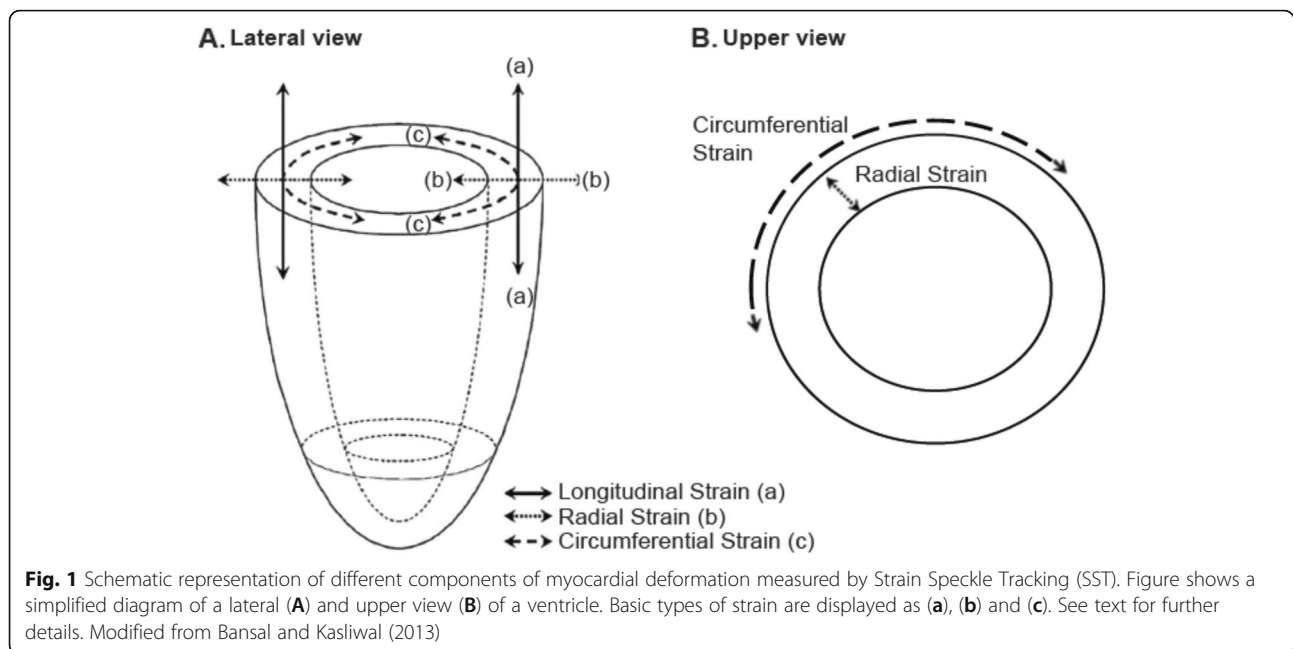 A. Lateral view
(a)
(c)
(b)
(b)
(c)
(a)
Longitudinal Strain (a)
Radial Strain (b)
Circumferential Strain (c)
B. Upper view
Circumferential
Strain
Radial Strain
Fig. 1 Schematic representation of different components of myocardial deformation measured by Strain Speckle Tracking (SST). Figure shows a
simplified diagram of a lateral (A) and upper view (B) of a ventricle. Basic types of strain are displayed as (a), (b) and (c). See text for further
details. Modified from Bansal and Kasliwal (2013)